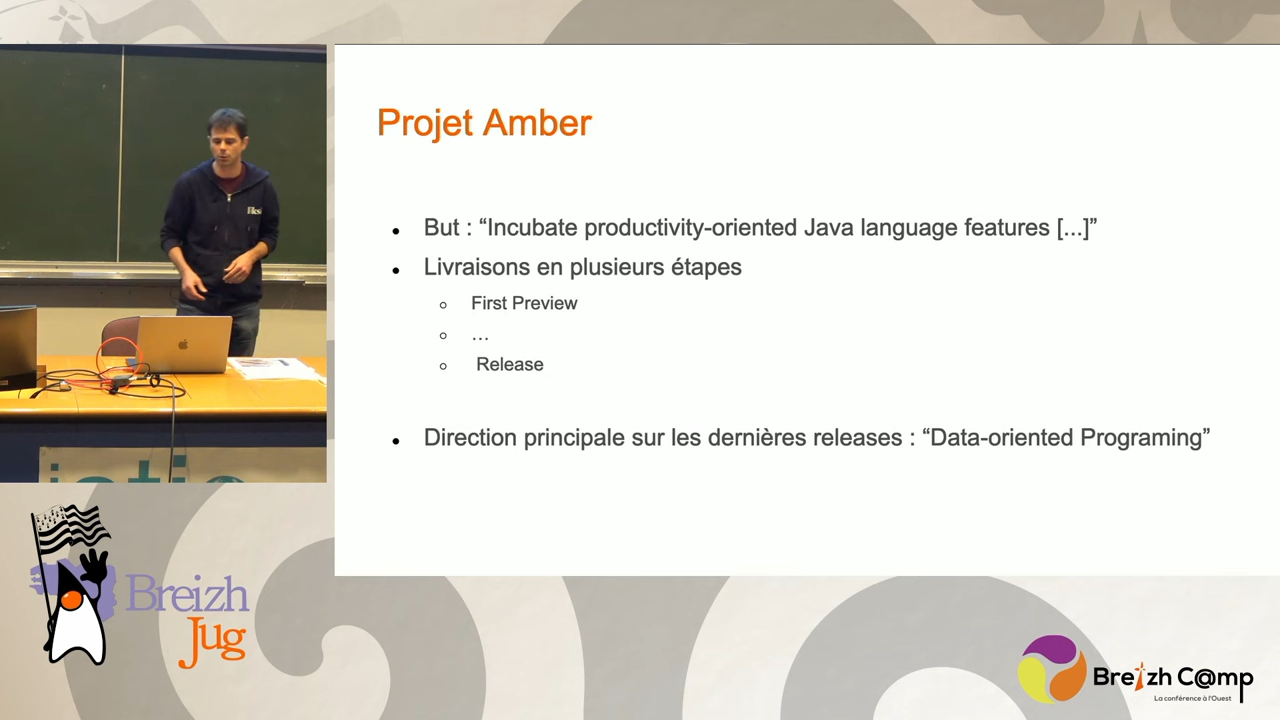 Projet Amber
But : “Incubate productivity-oriented Java language features [...]”
Livraisons en plusieurs étapes
First Preview
...
Release
Direction principale sur les dernières releases : “Data-oriented Programing”
Breizh
Jug
Breizh C@mp
La conférence à l'Ouest